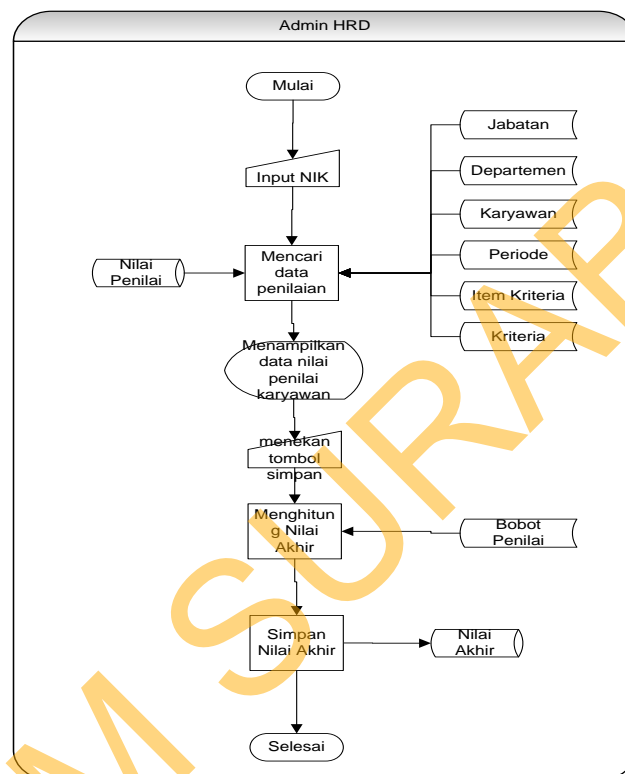 Admin HRD
Mulai
Input NIK
Nilai
Penilai
Mencari
data
penilaian
Jabatan
Departemen
Karyawan
Periode
Item Kriteria
Kriteria
Menampilkan
data nilai
penilai
karyawan
menekan
tombol
simpan
Menghitun
g Nilai
Akhir
Bobot
Penilai
Simpan
Nilai Akhir
Nilai
Akhir
Selesai
M SURAP